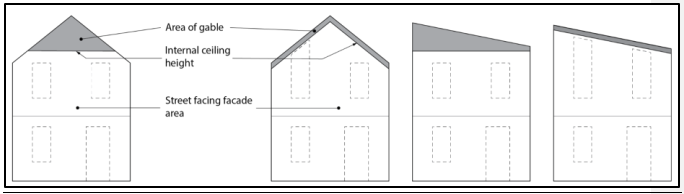 Area of gable
Internal ceiling
height
Street facing facade
area